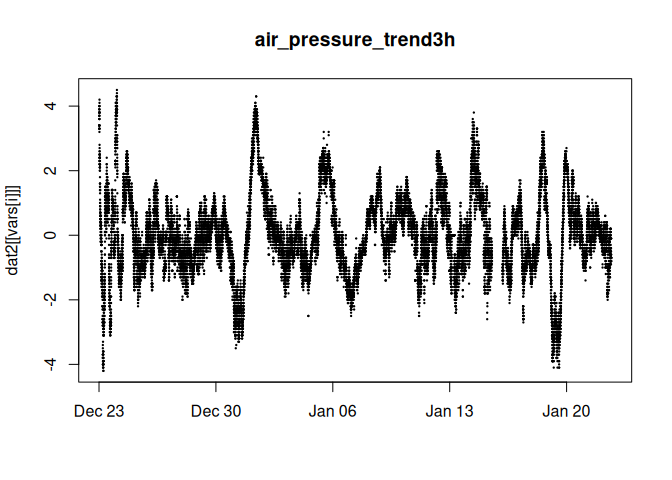 air_pressure_trend3h
dat2[[vars[i]]]
4
2
0
-2
-4
Dec 23
Dec 30
Jan 06
Jan 13
Jan 20